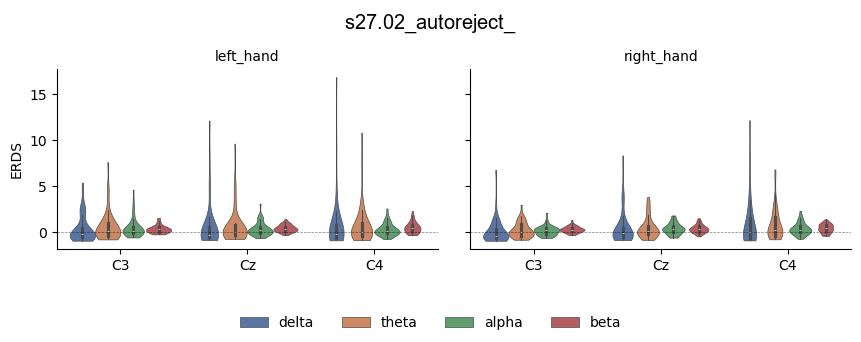 s27.02_autoreject_
left_hand
right_hand
ERDS
15
10
5
0
C3
Cz
C4
C3
Cz
C4
delta
theta
alpha
beta